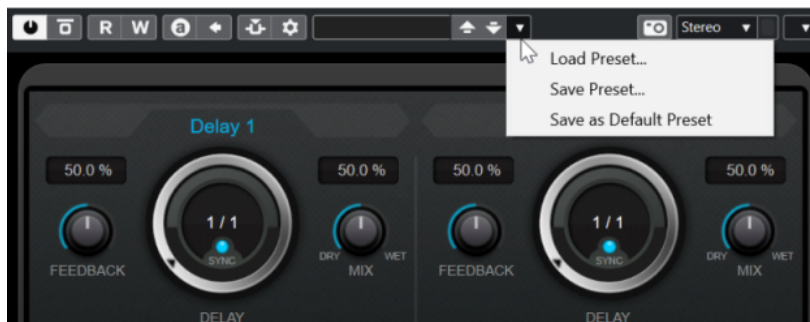 R W a Stereo
Load Preset...
Save Preset...
Save as Default Preset
Delay 1
50.0 % 50.0 % 50.0 % 50.0 %
1 / 1 1 / 1
SYNC SYNC
DRY WET DRY WET
FEEDBACK MIX FEEDBACK MIX
DELAY DELAY